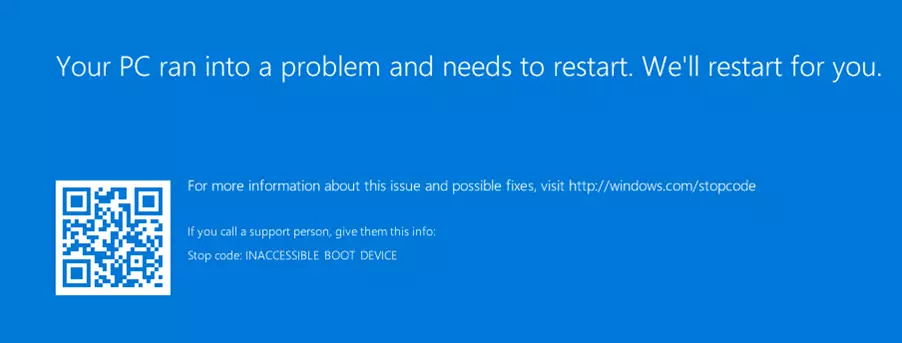 Your PC ran into a problem and needs to restart. We'll restart for you.
For more information about this issue and possible fixes, visit http://windows.com/stopcode
If you call a support person, give them this info:
Stop code: INACCESSIBLE BOOT DEVICE